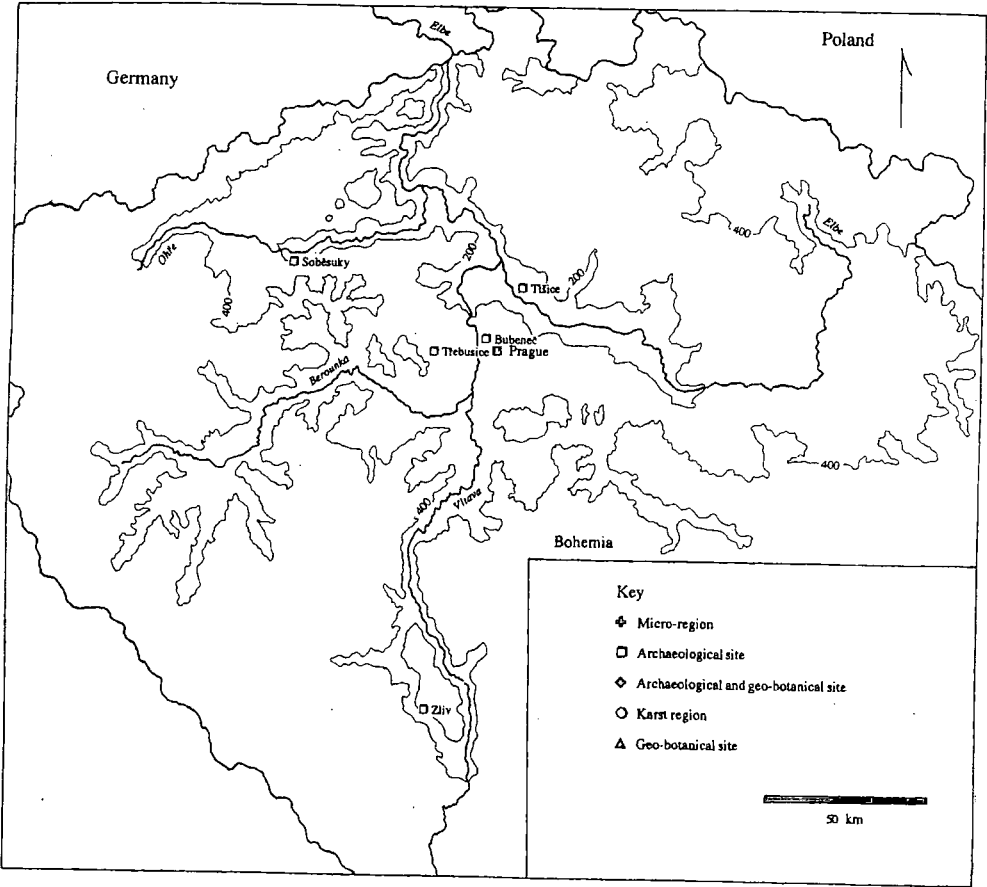 Elbe
Poland
Germany
Elbe
400
Ohře
200
Soběsuky
200
Tišice
400
Bubeneč
Třebusice
Prague
Berounka
400
400
Vltava
Bohemia
Key
Micro-region
Archaeological site
Archaeological and geo-botanical site
Karst region
Geo-botanical site
Zliv
50 km